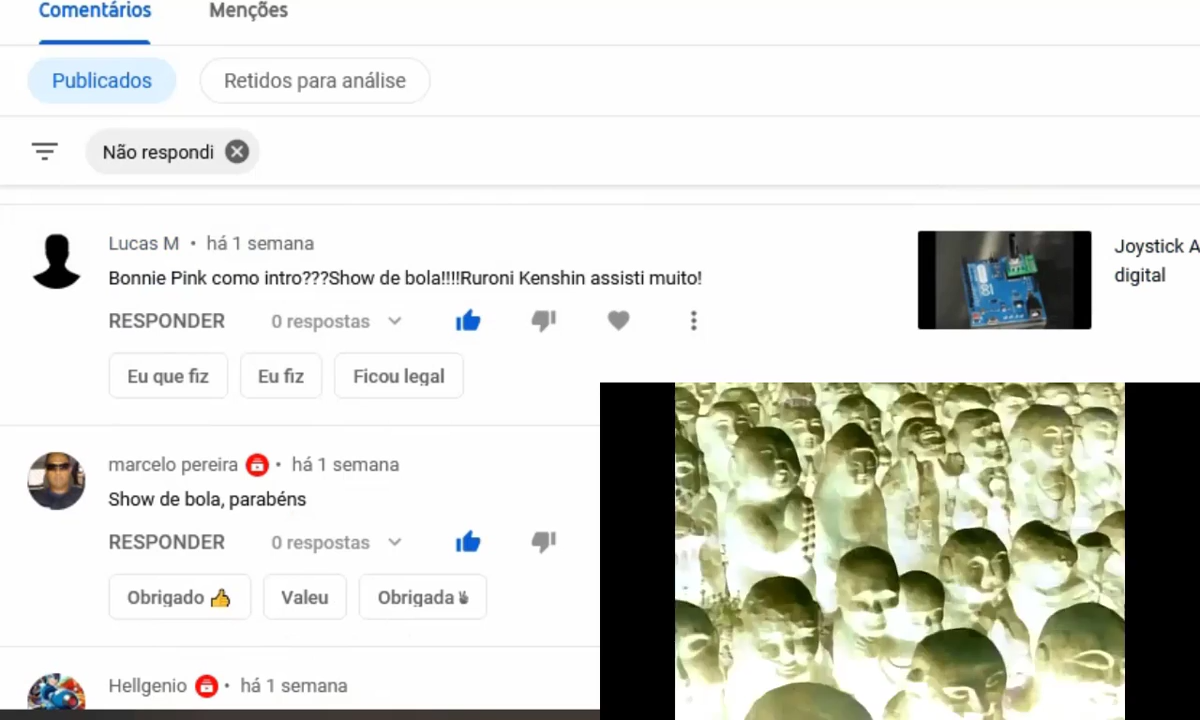 Comentários
Menções
Publicados
Retidos para análise
Não respondi
Lucas M • há 1 semana
Bonnie Pink como intro???Show de bola!!!!Ruroni Kenshin assisti muito!
Joystick A
digital
RESPONDER
0 respostas
Eu que fiz
Eu fiz
Ficou legal
marcelo pereira • há 1 semana
Show de bola, parabéns
RESPONDER
0 respostas
Obrigado 👍
Valeu
Obrigada ✌
Hellgenio • há 1 semana